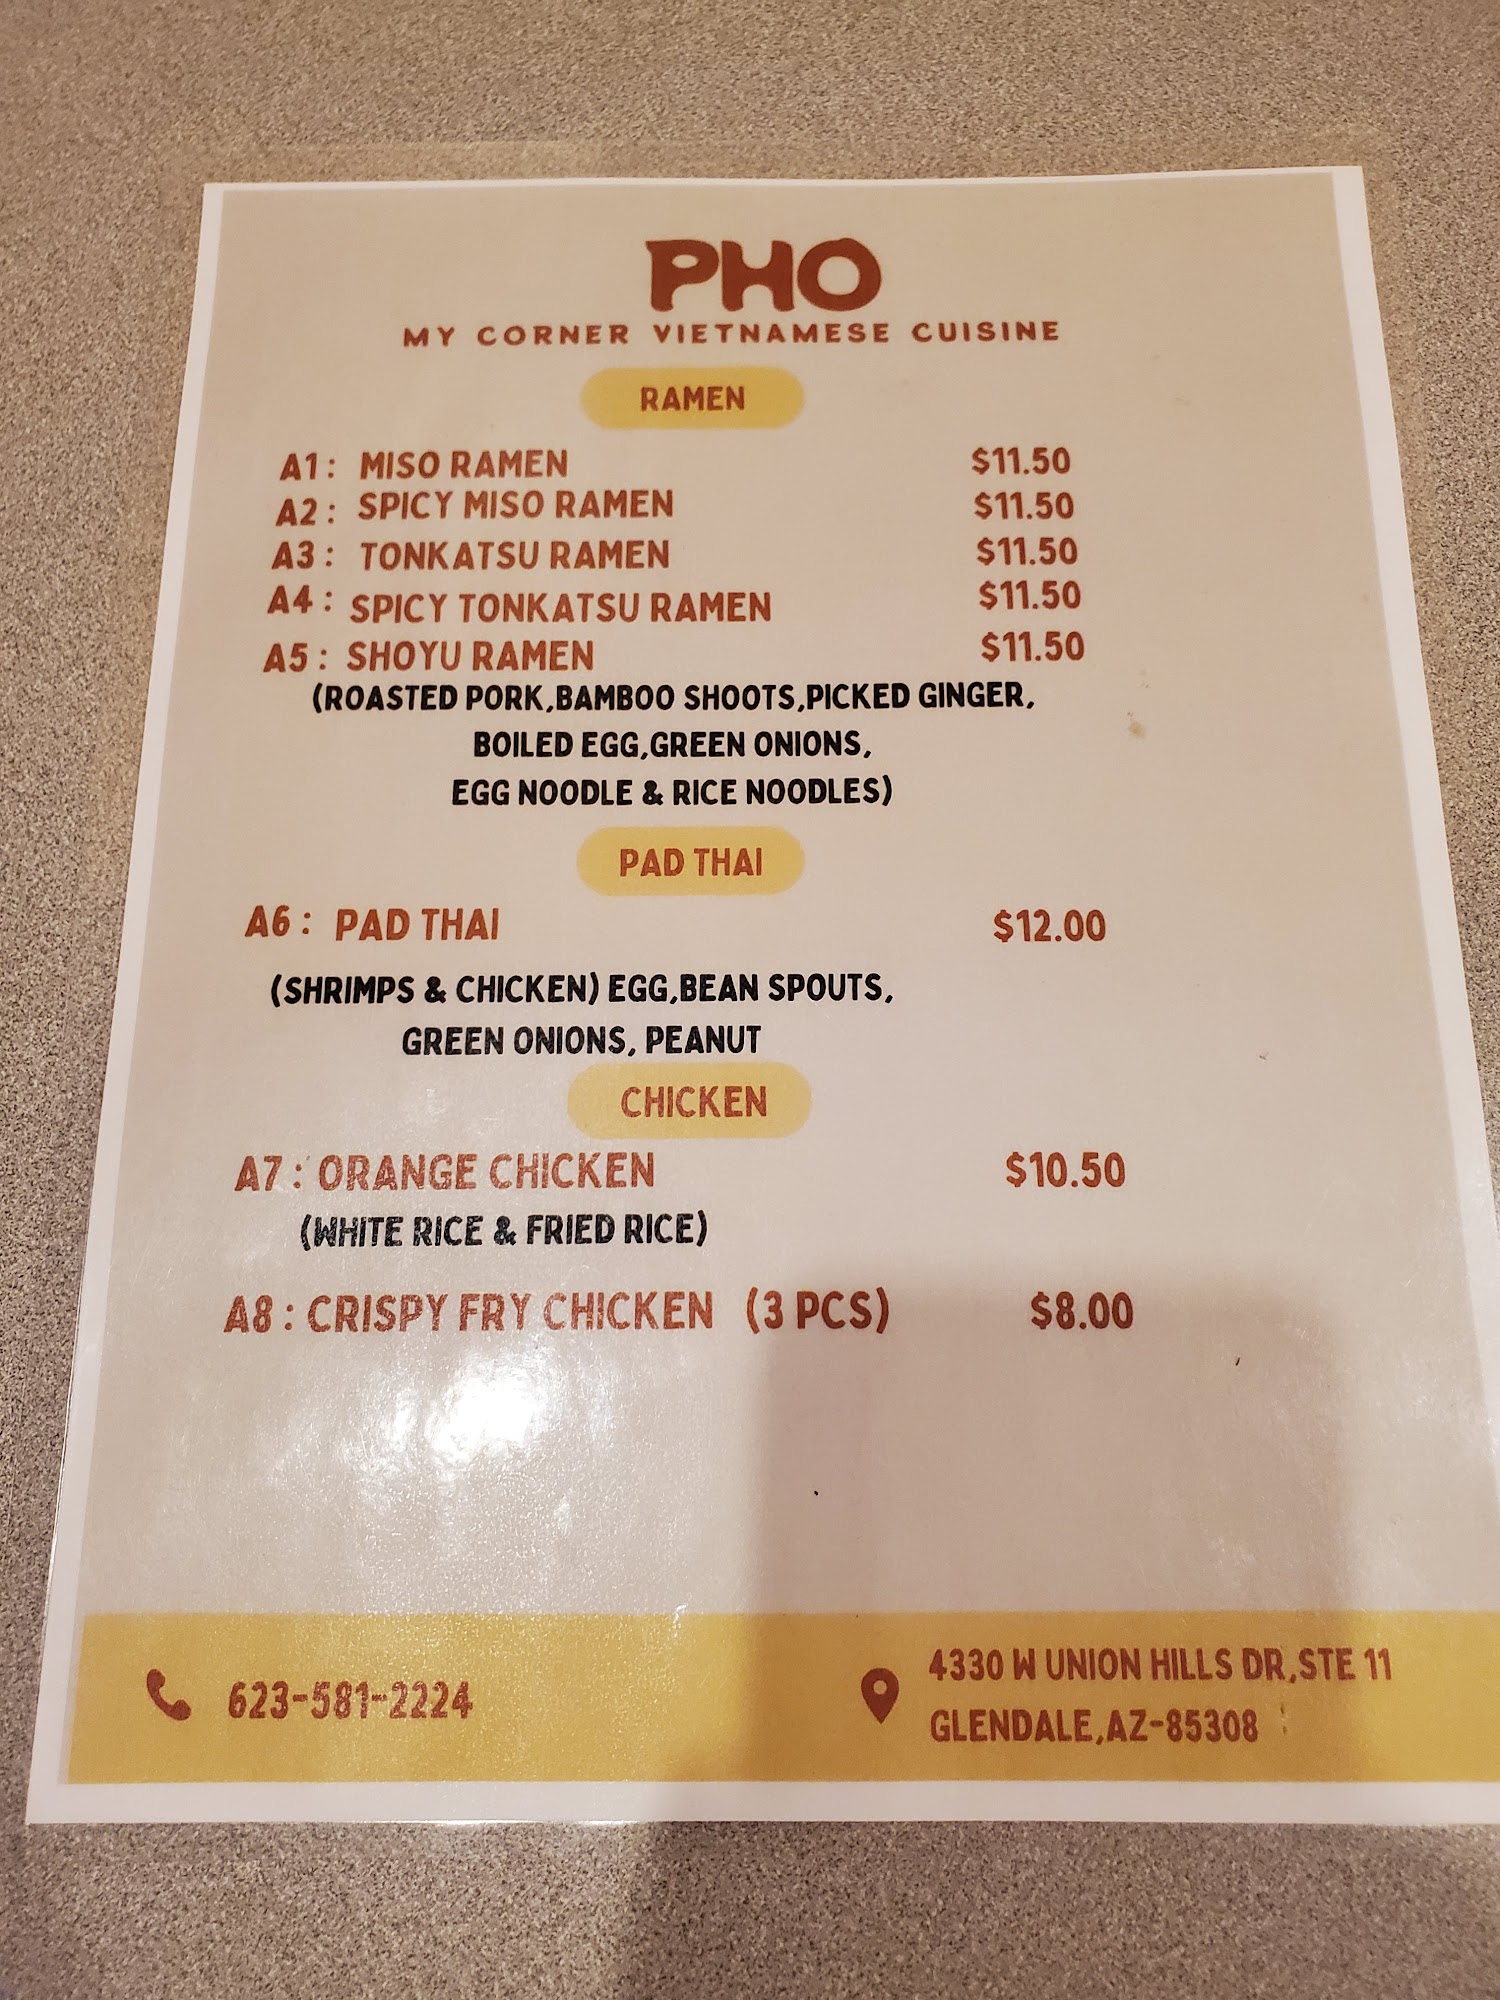 PHO
MY CORNER VIETNAMESE CUISINE
RAMEN
A1: MISO RAMEN $11.50
A2: SPICY MISO RAMEN $11.50
A3: TONKATSU RAMEN $11.50
A4: SPICY TONKATSU RAMEN $11.50
A5: SHOYU RAMEN $11.50
(ROASTED PORK,BAMBOO SHOOTS,PICKED GINGER,
BOILED EGG,GREEN ONIONS,
EGG NOODLE & RICE NOODLES)
PAD THAI
A6: PAD THAI $12.00
(SHRIMPS & CHICKEN) EGG,BEAN SPOUTS,
GREEN ONIONS, PEANUT
CHICKEN
A7: ORANGE CHICKEN $10.50
(WHITE RICE & FRIED RICE)
A8: CRISPY FRY CHICKEN (3 PCS) $8.00
623-581-2224
4330 W UNION HILLS DR,STE 11
GLENDALE,AZ-85308